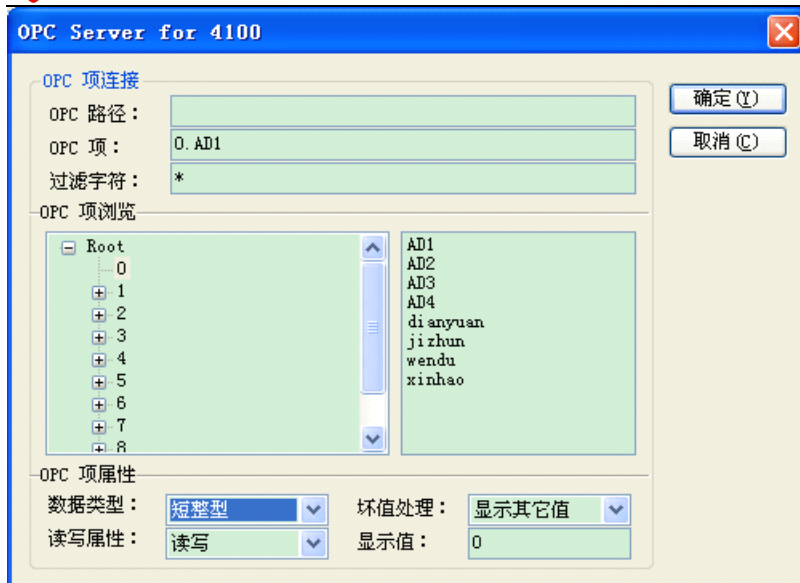 OPC Server for 4100
OPC 项连接
OPC 路径：
OPC 项： 0.AD1
过滤字符： *
确定(Y)
取消(C)
OPC 项浏览
Root
0
1
2
3
4
5
6
7
8
AD1
AD2
AD3
AD4
dianyuan
jizhun
wendu
xinhao
OPC 项属性
数据类型： 短整型 坏值处理： 显示其它值
读写属性： 读写 显示值： 0